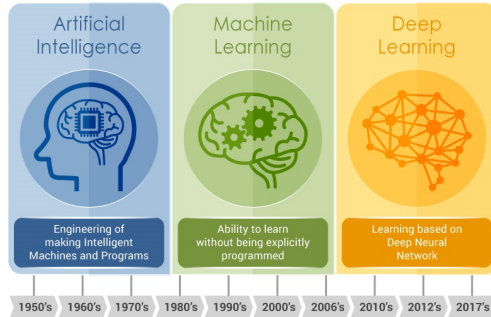 Artificial
Intelligence
Machine
Learning
Deep
Learning
Engineering of
making Intelligent
Machines and Programs
Ability to learn
without being explicitly
programmed
Learning based on
Deep Neural
Network
1950's 1960's 1970's 1980's 1990's 2000's 2006's 2010's 2012's 2017's